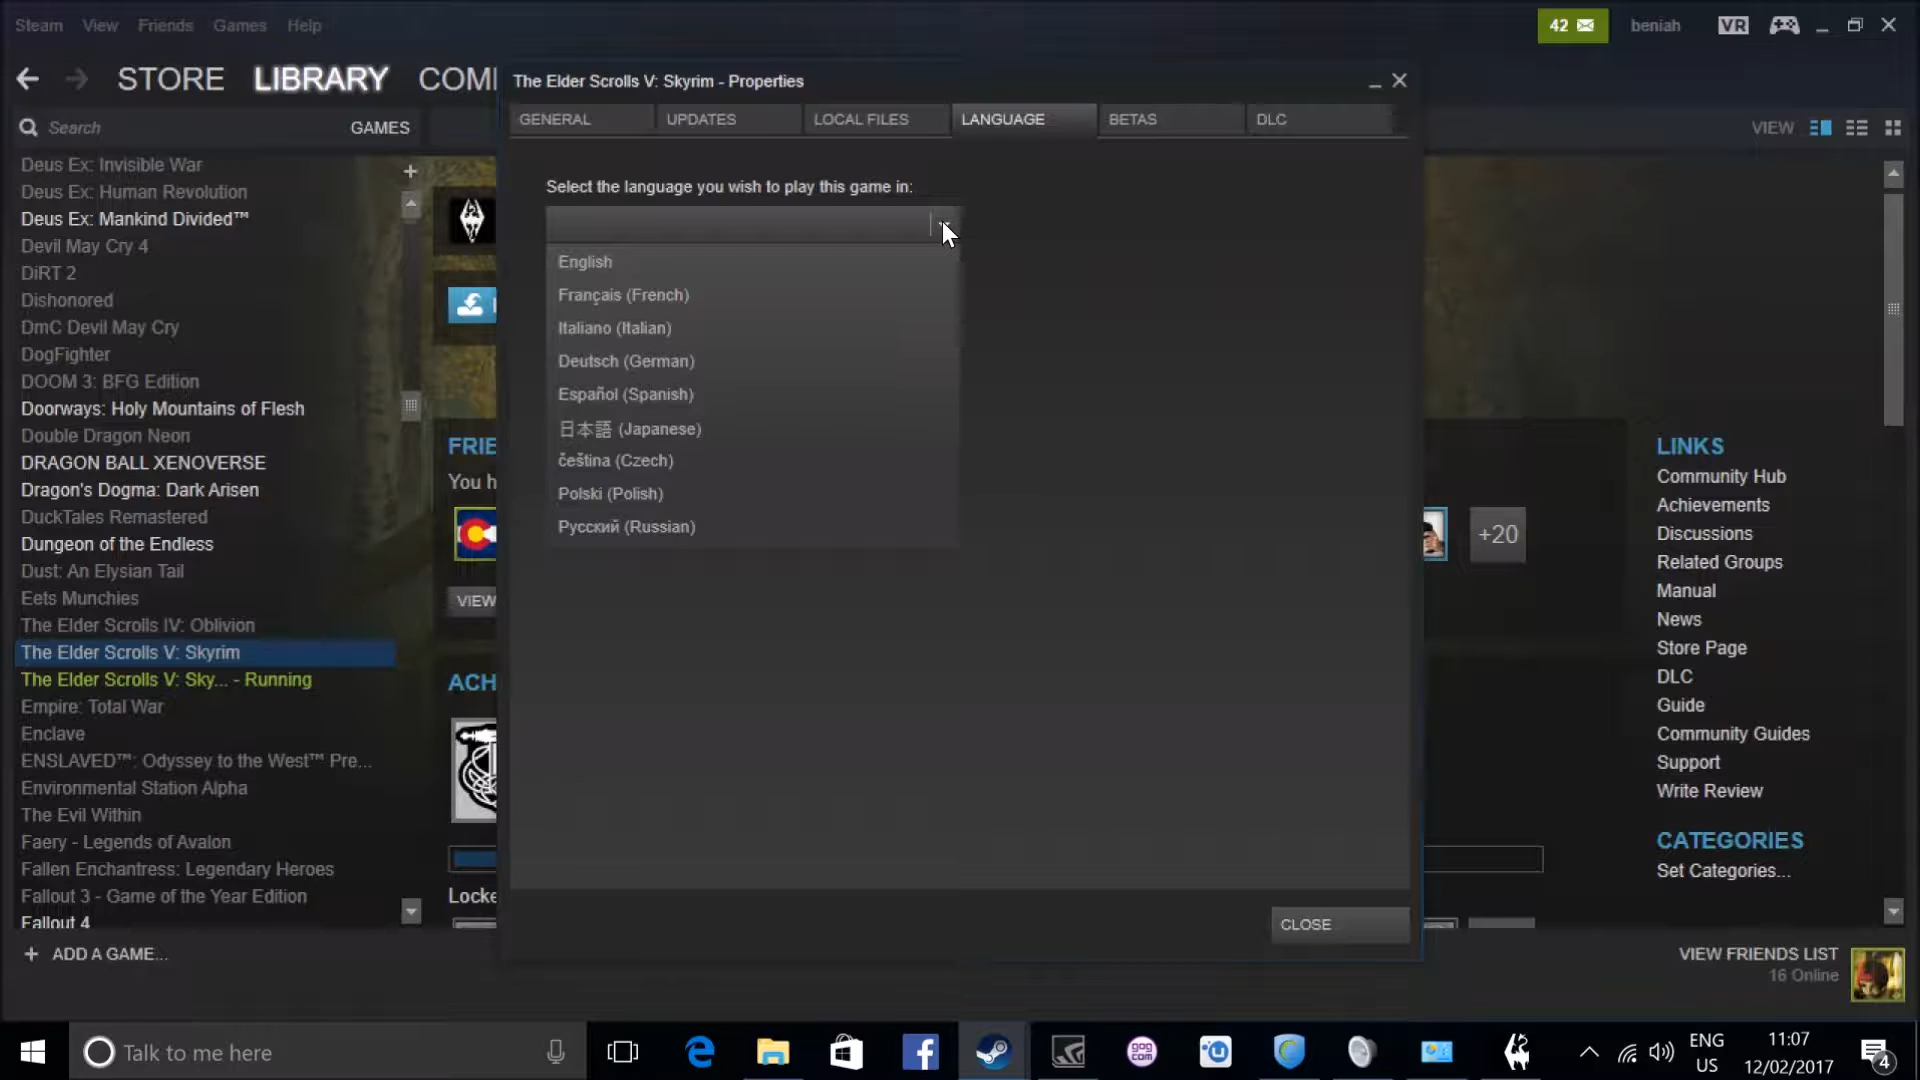 Steam View Friends Games Help
42
beniah
VR
STORE LIBRARY COM
The Elder Scrolls V: Skyrim - Properties
GENERAL UPDATES LOCAL FILES LANGUAGE BETAS DLC
Search GAMES
VIEW
Deus Ex: Invisible War
Deus Ex: Human Revolution
Deus Ex: Mankind Divided™
Devil May Cry 4
DiRT 2
Dishonored
DmC Devil May Cry
DogFighter
DOOM 3: BFG Edition
Doorways: Holy Mountains of Flesh
Double Dragon Neon
DRAGON BALL XENOVERSE
Dragon's Dogma: Dark Arisen
DuckTales Remastered
Dungeon of the Endless
Dust: An Elysian Tail
Eets Munchies
The Elder Scrolls IV: Oblivion
The Elder Scrolls V: Skyrim
The Elder Scrolls V: Sky... - Running
Empire: Total War
Enclave
ENSLAVED™: Odyssey to the West™ Pre...
Environmental Station Alpha
The Evil Within
Faery - Legends of Avalon
Fallen Enchantress: Legendary Heroes
Fallout 3 - Game of the Year Edition
Fallout 4
+ ADD A GAME...
FRIE
You h
VIEW
ACH
Locke
Select the language you wish to play this game in:
English
Français (French)
Italiano (Italian)
Deutsch (German)
Español (Spanish)
日本語 (Japanese)
čeština (Czech)
Polski (Polish)
Русский (Russian)
CLOSE
+20
LINKS
Community Hub
Achievements
Discussions
Related Groups
Manual
News
Store Page
DLC
Guide
Community Guides
Support
Write Review
CATEGORIES
Set Categories...
VIEW FRIENDS LIST
16 Online
Talk to me here
gog
com
ENG
US
11:07
12/02/2017
4